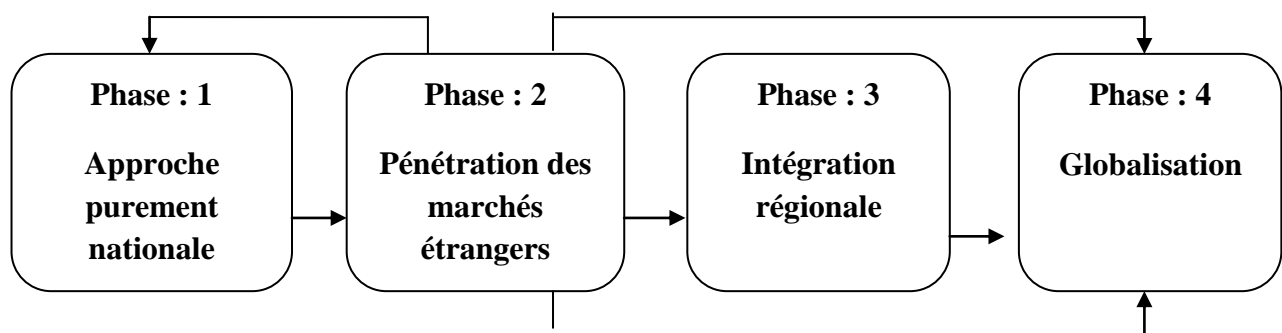 Phase : 1
Approche
purement
nationale
Phase : 2
Pénétration des
marchés
étrangers
Phase : 3
Intégration
régionale
Phase : 4
Globalisation